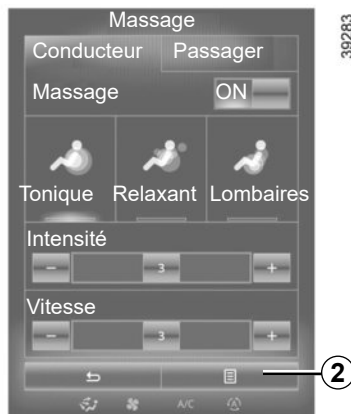 Massage
39283
Conducteur Passager
Massage ON
Tonique Relaxant Lombaires
Intensité
- 3 +
Vitesse
- 3 +
2
A/C